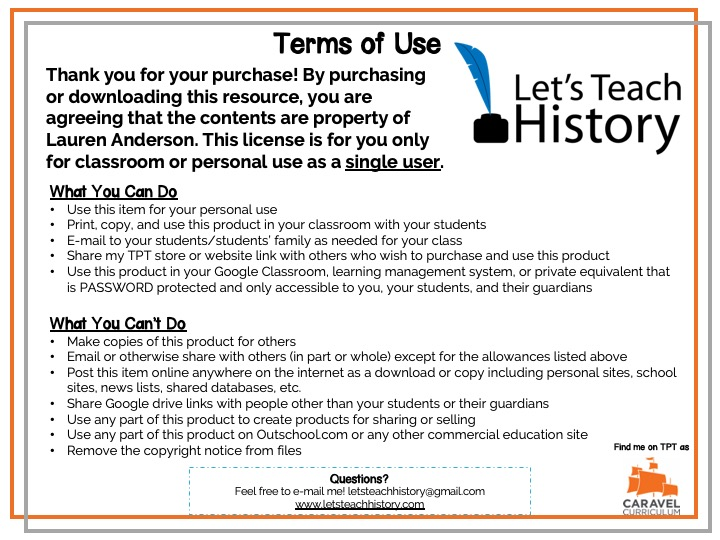 Terms of Use
Thank you for your purchase! By purchasing
or downloading this resource, you are
agreeing that the contents are property of
Lauren Anderson. This license is for you only
for classroom or personal use as a single user.
Let's Teach
History
What You Can Do
• Use this item for your personal use
• Print, copy, and use this product in your classroom with your students
• E-mail to your students/students' family as needed for your class
• Share my TPT store or website link with others who wish to purchase and use this product
• Use this product in your Google Classroom, learning management system, or private equivalent that
is PASSWORD protected and only accessible to you, your students, and their guardians
What You Can't Do
• Make copies of this product for others
• Email or otherwise share with others (in part or whole) except for the allowances listed above
• Post this item online anywhere on the internet as a download or copy including personal sites, school
sites, news lists, shared databases, etc.
• Share Google drive links with people other than your students or their guardians
• Use any part of this product to create products for sharing or selling
• Use any part of this product on Outschool.com or any other commercial education site
• Remove the copyright notice from files
Find me on TPT as
CARAVEL
CURRICULUM
Questions?
Feel free to e-mail me! letsteachhistory@gmail.com
www.letsteachhistory.com